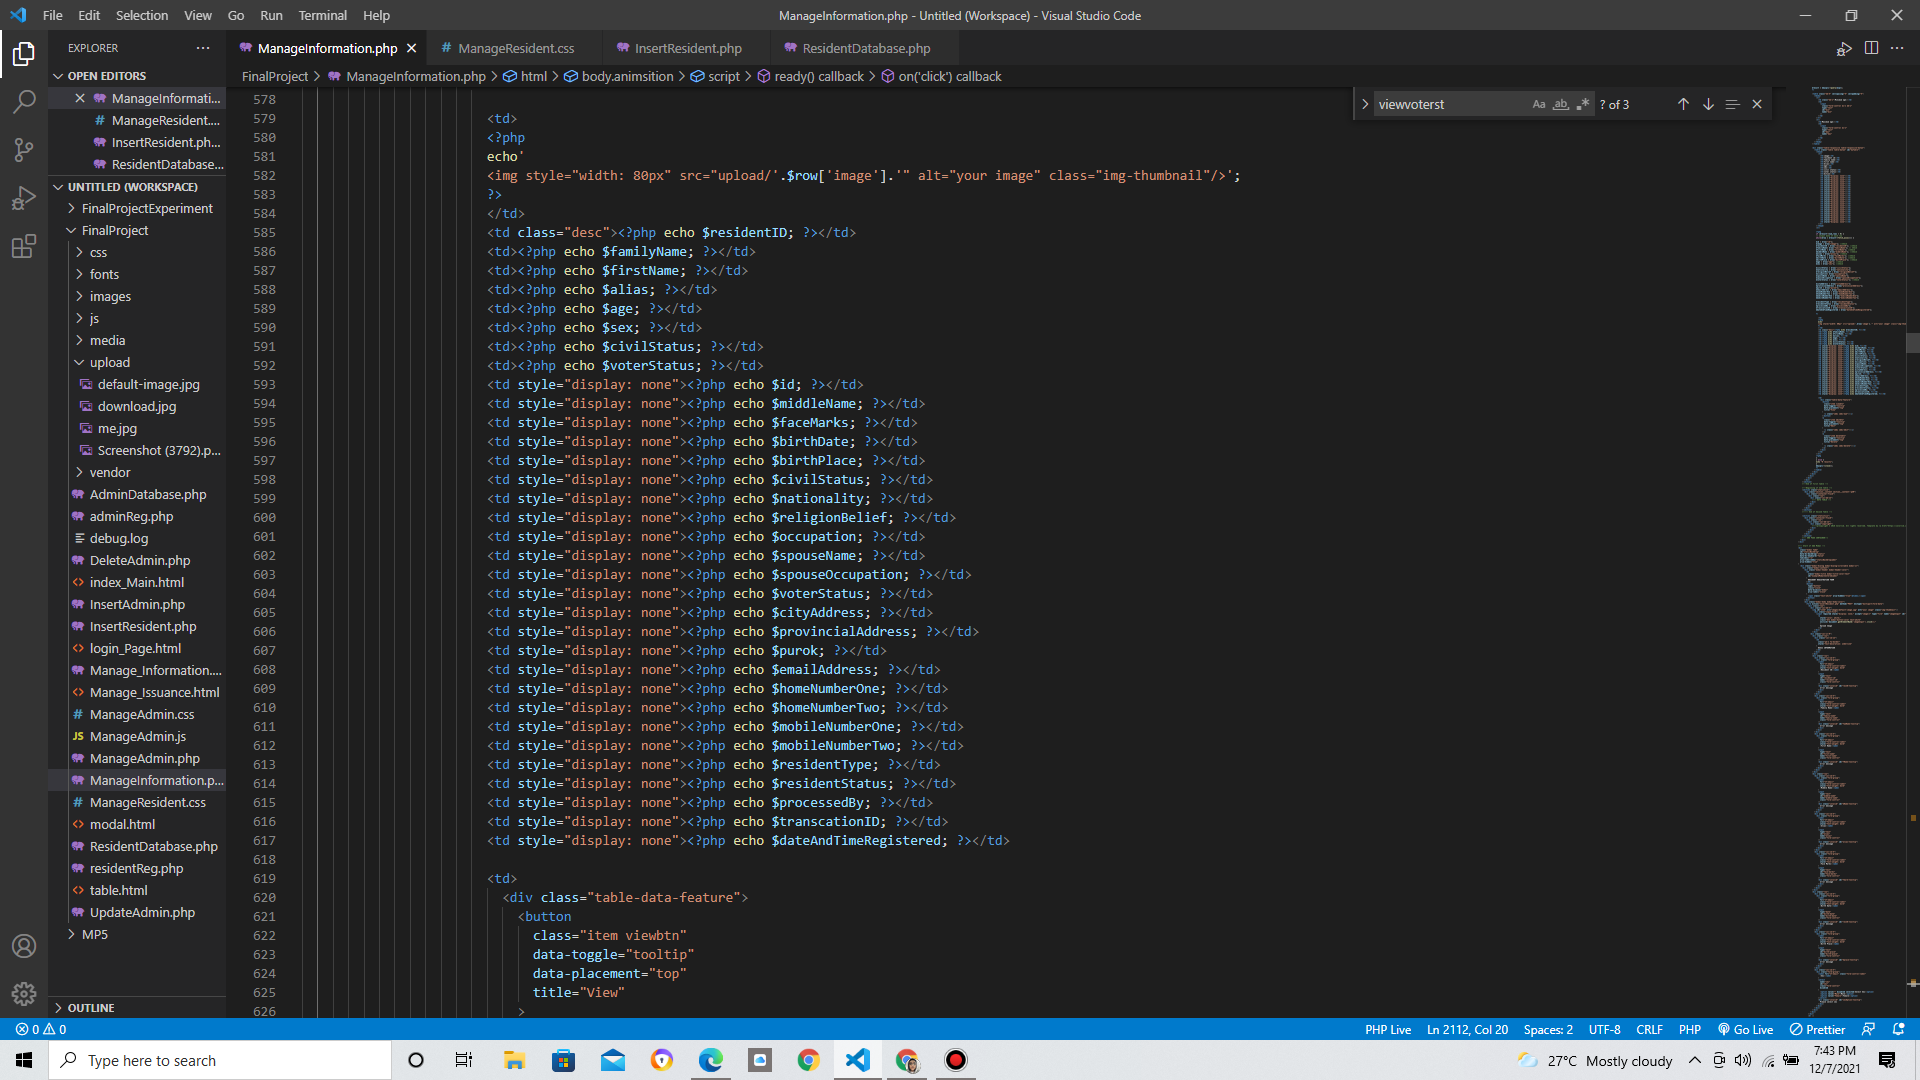 File Edit Selection View Go Run Terminal Help
ManageInformation.php - Untitled (Workspace) - Visual Studio Code
EXPLORER
ManageInformation.php
ManageResident.css
InsertResident.php
ResidentDatabase.php
OPEN EDITORS
ManageInformati...
ManageResident....
InsertResident.ph...
ResidentDatabase...
UNTITLED (WORKSPACE)
FinalProjectExperiment
FinalProject
css
fonts
images
js
media
upload
default-image.jpg
download.jpg
me.jpg
Screenshot (3792).p...
vendor
AdminDatabase.php
adminReg.php
debug.log
DeleteAdmin.php
index_Main.html
InsertAdmin.php
InsertResident.php
login_Page.html
Manage_Information....
Manage_Issuance.html
ManageAdmin.css
JS ManageAdmin.js
ManageAdmin.php
ManageInformation.p...
ManageResident.css
modal.html
ResidentDatabase.php
residentReg.php
table.html
UpdateAdmin.php
MP5
OUTLINE
FinalProject > ManageInformation.php > html > body.animsition > script > ready() callback > on('click') callback
viewvoterst Aa ab ? of 3
578
579 <td>
580 <?php
581 echo'
582 <img style="width: 80px" src="upload/'.$row['image'].'" alt="your image" class="img-thumbnail"/>';
583 ?>
584 </td>
585 <td class="desc"><?php echo $residentID; ?></td>
586 <td><?php echo $familyName; ?></td>
587 <td><?php echo $firstName; ?></td>
588 <td><?php echo $alias; ?></td>
589 <td><?php echo $age; ?></td>
590 <td><?php echo $sex; ?></td>
591 <td><?php echo $civilStatus; ?></td>
592 <td><?php echo $voterStatus; ?></td>
593 <td style="display: none"><?php echo $id; ?></td>
594 <td style="display: none"><?php echo $middleName; ?></td>
595 <td style="display: none"><?php echo $faceMarks; ?></td>
596 <td style="display: none"><?php echo $birthDate; ?></td>
597 <td style="display: none"><?php echo $birthPlace; ?></td>
598 <td style="display: none"><?php echo $civilStatus; ?></td>
599 <td style="display: none"><?php echo $nationality; ?></td>
600 <td style="display: none"><?php echo $religionBelief; ?></td>
601 <td style="display: none"><?php echo $occupation; ?></td>
602 <td style="display: none"><?php echo $spouseName; ?></td>
603 <td style="display: none"><?php echo $spouseOccupation; ?></td>
604 <td style="display: none"><?php echo $voterStatus; ?></td>
605 <td style="display: none"><?php echo $cityAddress; ?></td>
606 <td style="display: none"><?php echo $provincialAddress; ?></td>
607 <td style="display: none"><?php echo $purok; ?></td>
608 <td style="display: none"><?php echo $emailAddress; ?></td>
609 <td style="display: none"><?php echo $homeNumberOne; ?></td>
610 <td style="display: none"><?php echo $homeNumberTwo; ?></td>
611 <td style="display: none"><?php echo $mobileNumberOne; ?></td>
612 <td style="display: none"><?php echo $mobileNumberTwo; ?></td>
613 <td style="display: none"><?php echo $residentType; ?></td>
614 <td style="display: none"><?php echo $residentStatus; ?></td>
615 <td style="display: none"><?php echo $processedBy; ?></td>
616 <td style="display: none"><?php echo $transcationID; ?></td>
617 <td style="display: none"><?php echo $dateAndTimeRegistered; ?></td>
618
619 <td>
620 <div class="table-data-feature">
621 <button
622 class="item viewbtn"
623 data-toggle="tooltip"
624 data-placement="top"
625 title="View"
626 >
0 0 PHP Live Ln 2112, Col 20 Spaces: 2 UTF-8 CRLF PHP Go Live Prettier
Type here to search
27°C Mostly cloudy
7:43 PM
12/7/2021